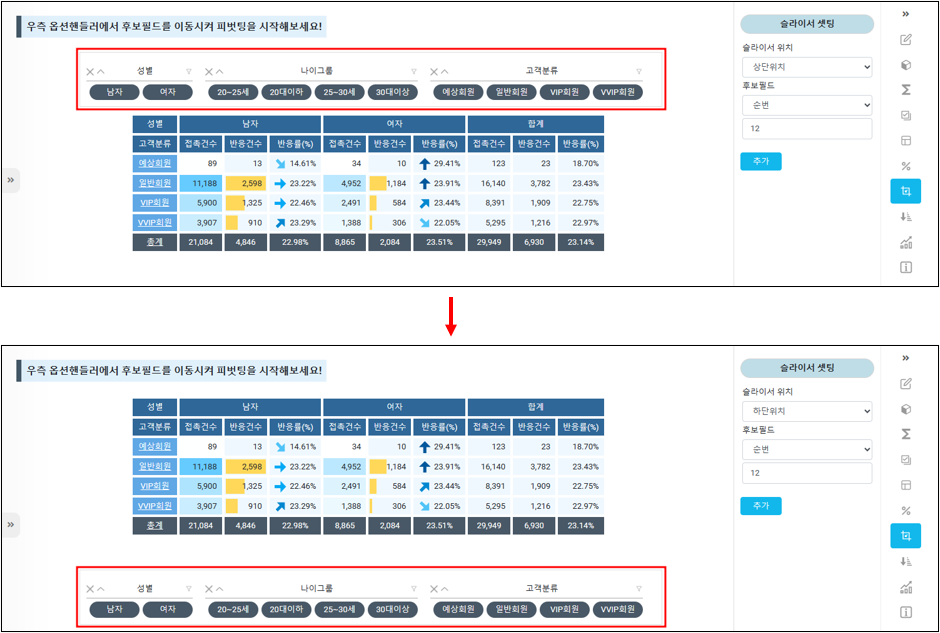 우측 옵션핸들러에서 후보필드를 이동시켜 피벗팅을 시작해보세요!
성별 나이그룹 고객분류
남자 여자 20~25세 20대이하 25~30세 30대이상 예상회원 일반회원 VIP회원 VVIP회원
성별 남자 여자 합계
고객분류 접촉건수 반응건수 반응률(%) 접촉건수 반응건수 반응률(%) 접촉건수 반응건수 반응률(%)
예상회원 89 13 14.61% 34 10 29.41% 123 23 18.70%
일반회원 11,188 2,598 23.22% 4,952 1,184 23.91% 16,140 3,782 23.43%
VIP회원 5,900 1,325 22.46% 2,491 584 23.44% 8,391 1,909 22.75%
VVIP회원 3,907 910 23.29% 1,388 306 22.05% 5,295 1,216 22.97%
총계 21,084 4,846 22.98% 8,865 2,084 23.51% 29,949 6,930 23.14%
슬라이서 셋팅
슬라이서 위치
상단위치
후보필드
순번
12
추가
우측 옵션핸들러에서 후보필드를 이동시켜 피벗팅을 시작해보세요!
성별 남자 여자 합계
고객분류 접촉건수 반응건수 반응률(%) 접촉건수 반응건수 반응률(%) 접촉건수 반응건수 반응률(%)
예상회원 89 13 14.61% 34 10 29.41% 123 23 18.70%
일반회원 11,188 2,598 23.22% 4,952 1,184 23.91% 16,140 3,782 23.43%
VIP회원 5,900 1,325 22.46% 2,491 584 23.44% 8,391 1,909 22.75%
VVIP회원 3,907 910 23.29% 1,388 306 22.05% 5,295 1,216 22.97%
총계 21,084 4,846 22.98% 8,865 2,084 23.51% 29,949 6,930 23.14%
성별 나이그룹 고객분류
남자 여자 20~25세 20대이하 25~30세 30대이상 예상회원 일반회원 VIP회원 VVIP회원
슬라이서 셋팅
슬라이서 위치
하단위치
후보필드
순번
12
추가